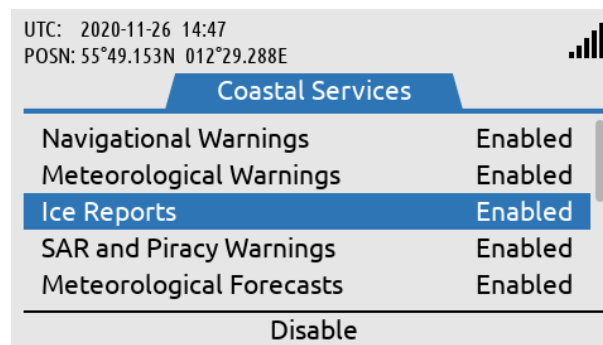 UTC: 2020-11-26 14:47
POSN: 55°49.153N 012°29.288E
Coastal Services
Navigational Warnings Enabled
Meteorological Warnings Enabled
Ice Reports Enabled
SAR and Piracy Warnings Enabled
Meteorological Forecasts Enabled
Disable